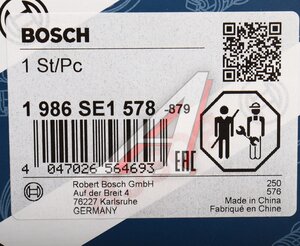 BOSCH
1 St/Pc
1 986 SE1 578 -879
4 047026 564693
EAC
Robert Bosch GmbH
Auf der Breit 4
76227 Karlsruhe
GERMANY
250
576
Made in China
Fabriqué en Chine